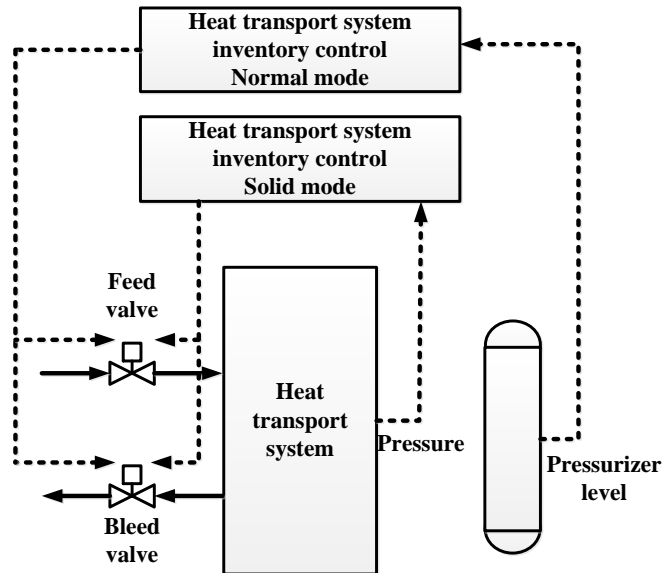 Heat transport system
inventory control
Normal mode
Heat transport system
inventory control
Solid mode
Feed
valve
Heat
transport
system
Pressure
Pressurizer
level
Bleed
valve